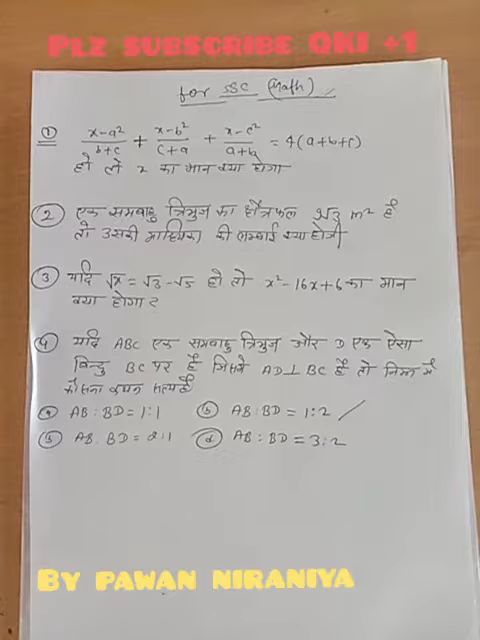 PLZ SUBSCRIBE OKI +1
for SSC (Math)
① x-a²/b+c + x-b²/c+a + x-c²/a+b = 4(a+b+c)
हो तो x का मान क्या होगा
② एक समबाहु त्रिभुज का क्षेत्रफल 9√3 m² है
तो उसकी माध्यिका की लम्बाई क्या होगी
③ यदि √x = √3 - √5 हो तो x² - 16x + 6 का मान
क्या होगा ?
④ यदि ABC एक समबाहु त्रिभुज और D एक ऐसा
बिन्दु BC पर है जिससे AD ⊥ BC है तो निम्न में
कौनसा कथन सत्य है
ⓐ AB : BD = 1:1 ⓑ AB : BD = 1:2
ⓑ AB : BD = 2:1 ⓓ AB : BD = 3:2
BY PAWAN NIRANIYA